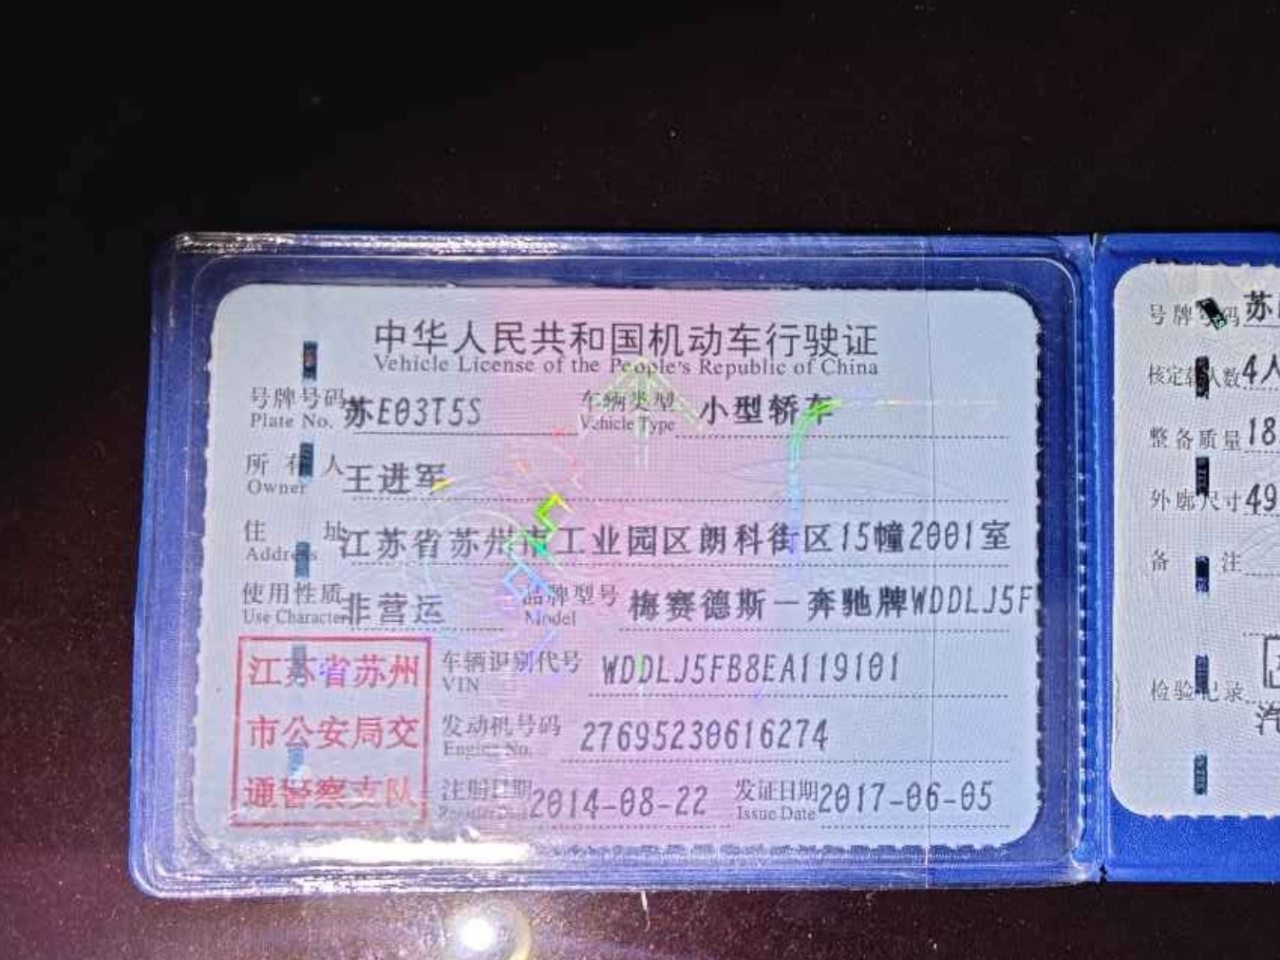 中华人民共和国机动车行驶证
Vehicle License of the People's Republic of China
号牌号码 苏E03T5S 车辆类型 小型轿车
Plate No. Vehicle Type
所有人 王进军
Owner
住址 江苏省苏州市工业园区朗科街区15幢2001室
Address
使用性质 非营运 品牌型号 梅赛德斯-奔驰牌WDDLJ5F
Use Character Model
江苏省苏州
市公安局交
通警察支队
车辆识别代号 WDDLJ5FB8EA119101
VIN
发动机号码 27695230616274
Engine No.
注册日期 2014-08-22 发证日期 2017-06-05
Register Date Issue Date
号牌号码 苏
核定载人数 4人
整备质量 18
外廓尺寸 49
备注
检验记录